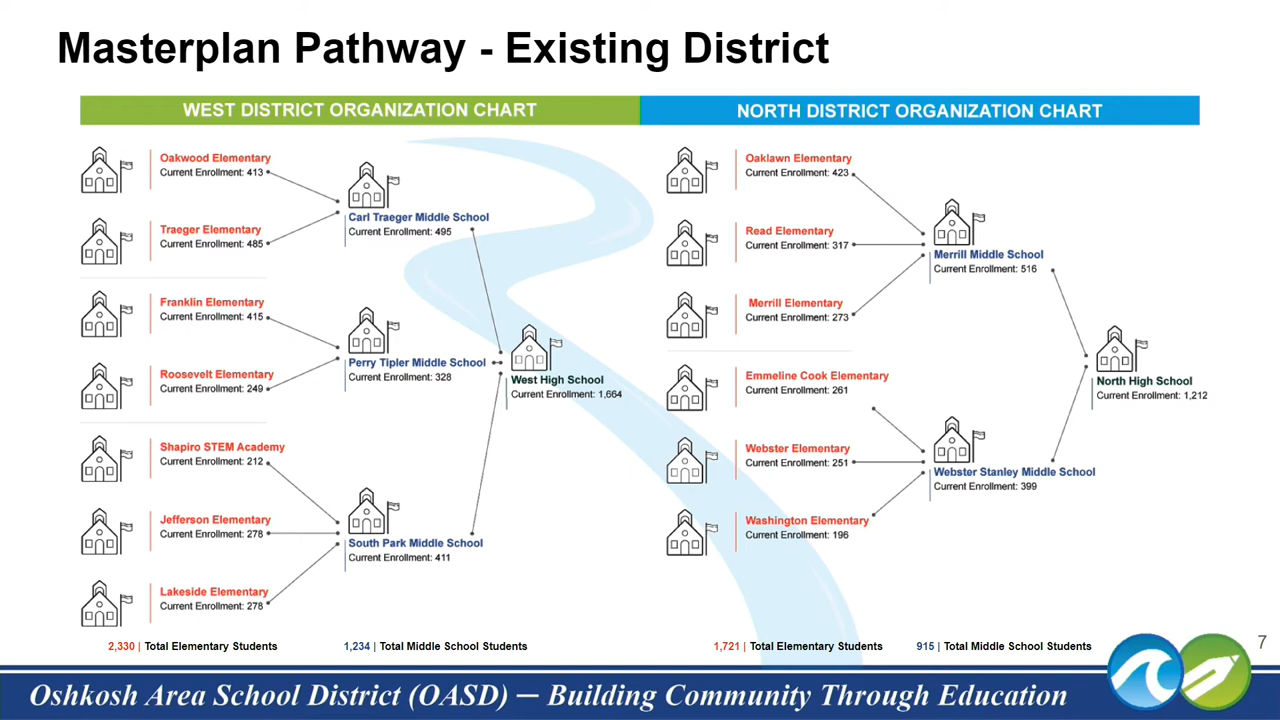 Masterplan Pathway - Existing District
WEST DISTRICT ORGANIZATION CHART
NORTH DISTRICT ORGANIZATION CHART
Oakwood Elementary
Current Enrollment: 413
Traeger Elementary
Current Enrollment: 485
Carl Traeger Middle School
Current Enrollment: 495
Franklin Elementary
Current Enrollment: 415
Roosevelt Elementary
Current Enrollment: 249
Perry Tipler Middle School
Current Enrollment: 328
Shapiro STEM Academy
Current Enrollment: 212
Jefferson Elementary
Current Enrollment: 278
Lakeside Elementary
Current Enrollment: 278
South Park Middle School
Current Enrollment: 411
West High School
Current Enrollment: 1,664
Oaklawn Elementary
Current Enrollment: 423
Read Elementary
Current Enrollment: 317
Merrill Elementary
Current Enrollment: 273
Merrill Middle School
Current Enrollment: 516
Emmeline Cook Elementary
Current Enrollment: 261
Webster Elementary
Current Enrollment: 251
Washington Elementary
Current Enrollment: 196
Webster Stanley Middle School
Current Enrollment: 399
North High School
Current Enrollment: 1,212
2,330 | Total Elementary Students
1,234 | Total Middle School Students
1,721 | Total Elementary Students
915 | Total Middle School Students
7
Oshkosh Area School District (OASD) — Building Community Through Education